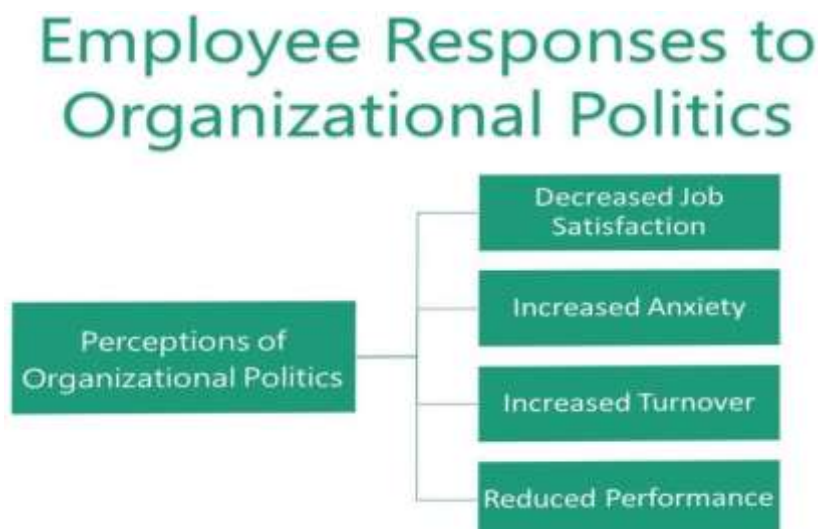 Employee Responses to
Organizational Politics
Decreased Job
Satisfaction
Increased Anxiety
Perceptions of
Organizational Politics
Increased Turnover
Reduced Performance